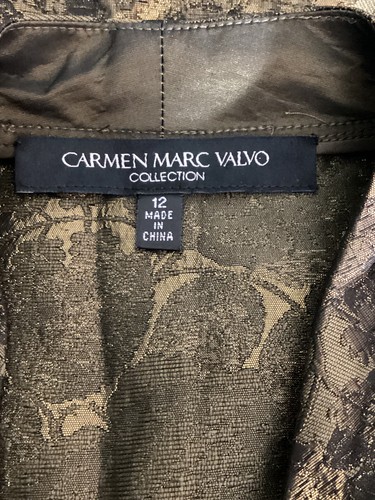 CARMEN MARC VALVO
COLLECTION
12
MADE
IN
CHINA